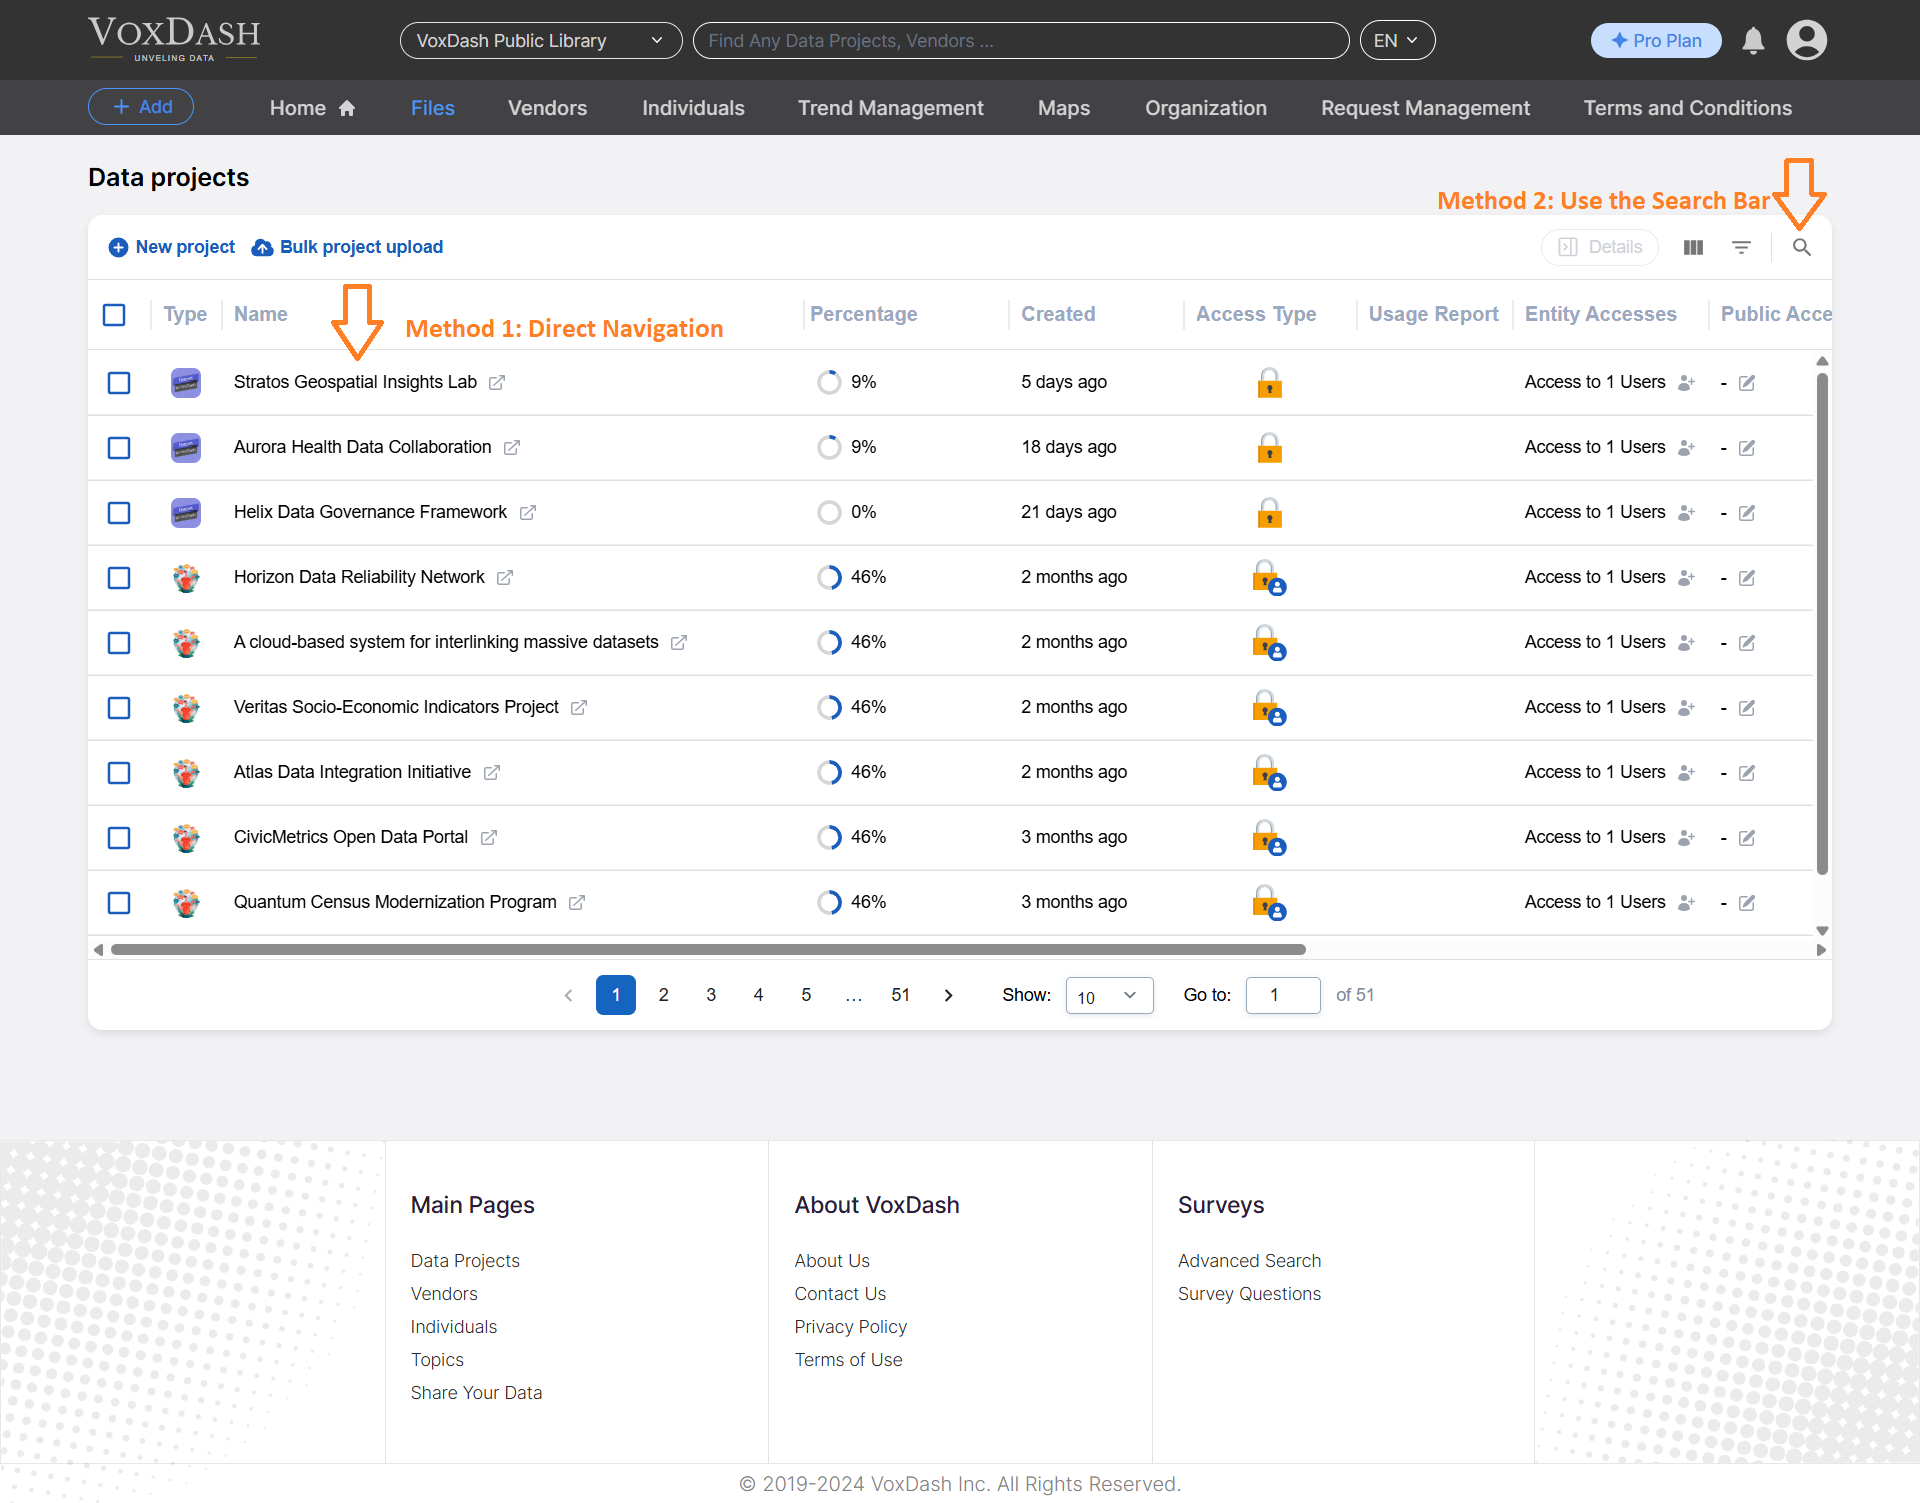 VOXDASH
UNVELING DATA
VoxDash Public Library
Find Any Data Projects, Vendors ...
EN
Pro Plan
Add
Home
Files
Vendors
Individuals
Trend Management
Maps
Organization
Request Management
Terms and Conditions
Data projects
Method 2: Use the Search Bar
New project
Bulk project upload
Details
Type Name Percentage Created Access Type Usage Report Entity Accesses Public Acce
Method 1: Direct Navigation
Stratos Geospatial Insights Lab 9% 5 days ago Access to 1 Users -
Aurora Health Data Collaboration 9% 18 days ago Access to 1 Users -
Helix Data Governance Framework 0% 21 days ago Access to 1 Users -
Horizon Data Reliability Network 46% 2 months ago Access to 1 Users -
A cloud-based system for interlinking massive datasets 46% 2 months ago Access to 1 Users -
Veritas Socio-Economic Indicators Project 46% 2 months ago Access to 1 Users -
Atlas Data Integration Initiative 46% 2 months ago Access to 1 Users -
CivicMetrics Open Data Portal 46% 3 months ago Access to 1 Users -
Quantum Census Modernization Program 46% 3 months ago Access to 1 Users -
1 2 3 4 5 ... 51 Show: 10 Go to: 1 of 51
Main Pages
Data Projects
Vendors
Individuals
Topics
Share Your Data
About VoxDash
About Us
Contact Us
Privacy Policy
Terms of Use
Surveys
Advanced Search
Survey Questions
© 2019-2024 VoxDash Inc. All Rights Reserved.